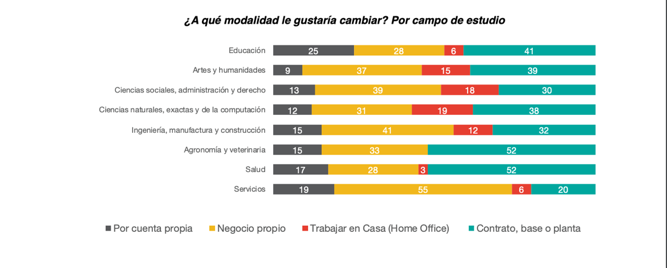 ¿A qué modalidad le gustaría cambiar? Por campo de estudio
Educación 25 28 6 41
Artes y humanidades 9 37 15 39
Ciencias sociales, administración y derecho 13 39 18 30
Ciencias naturales, exactas y de la computación 12 31 19 38
Ingeniería, manufactura y construcción 15 41 12 32
Agronomía y veterinaria 15 33 52
Salud 17 28 3 52
Servicios 19 55 6 20
Por cuenta propia Negocio propio Trabajar en Casa (Home Office) Contrato, base o planta